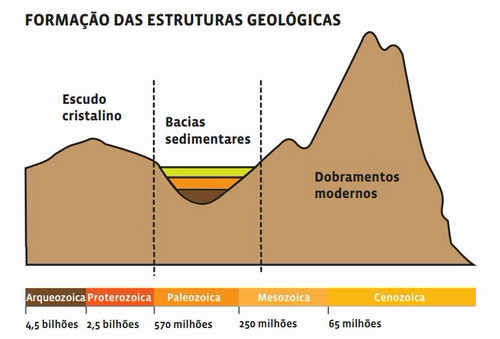 FORMAÇÃO DAS ESTRUTURAS GEOLÓGICAS
Escudo
cristalino
Bacias
sedimentares
Dobramentos
modernos
Arqueozoica Proterozoica Paleozoica Mesozoica Cenozoica
4,5 bilhões 2,5 bilhões 570 milhões 250 milhões 65 milhões